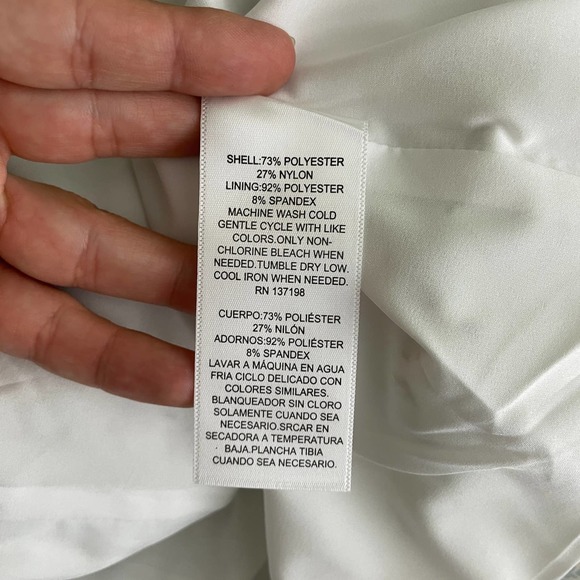 SHELL:73% POLYESTER
27% NYLON
LINING:92% POLYESTER
8% SPANDEX
MACHINE WASH COLD
GENTLE CYCLE WITH LIKE
COLORS.ONLY NON-
CHLORINE BLEACH WHEN
NEEDED.TUMBLE DRY LOW.
COOL IRON WHEN NEEDED.
RN 137198
CUERPO:73% POLIÉSTER
27% NILÓN
ADORNOS:92% POLIÉSTER
8% SPANDEX
LAVAR A MÁQUINA EN AGUA
FRIA CICLO DELICADO CON
COLORES SIMILARES.
BLANQUEADOR SIN CLORO
SOLAMENTE CUANDO SEA
NECESARIO.SRCAR EN
SECADORA A TEMPERATURA
BAJA.PLANCHA TIBIA
CUANDO SEA NECESARIO.